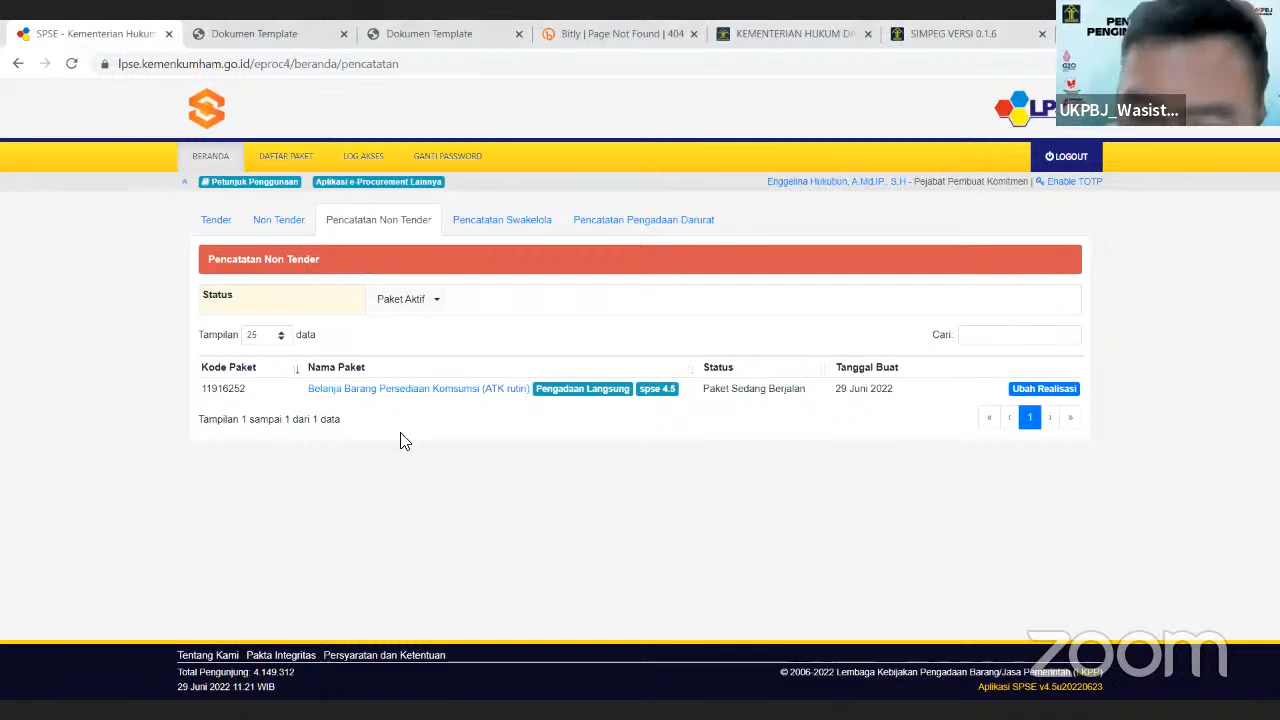 SPSE - Kementerian Hukum
Dokumen Template
Dokumen Template
Bitly | Page Not Found | 404
KEMENTERIAN HUKUM D
SIMPEG VERSI 0.1.6
lpse.kemenkumham.go.id/eproc4/beranda/pencatatan
UKPBJ_Wasist...
LP
BERANDA DAFTAR PAKET LOG AKSES GANTI PASSWORD LOGOUT
Petunjuk Penggunaan Aplikasi e-Procurement Lainnya
Enggelina Hukubun, A.Md.IP., S.H - Pejabat Pembuat Komitmen | Enable TOTP
Tender Non Tender Pencatatan Non Tender Pencatatan Swakelola Pencatatan Pengadaan Darurat
Pencatatan Non Tender
Status Paket Aktif
Tampilan 25 data Cari:
Kode Paket Nama Paket Status Tanggal Buat
11916252 Belanja Barang Persediaan Komsumsi (ATK rutin) Pengadaan Langsung spse 4.5 Paket Sedang Berjalan 29 Juni 2022 Ubah Realisasi
Tampilan 1 sampai 1 dari 1 data « ‹ 1 › »
Tentang Kami Pakta Integritas Persyaratan dan Ketentuan
Total Pengunjung: 4.149.312 © 2006-2022 Lembaga Kebijakan Pengadaan Barang/Jasa Pemerintah (LKPP)
29 Juni 2022 11:21 WIB Aplikasi SPSE v4.5u20220623
zoom